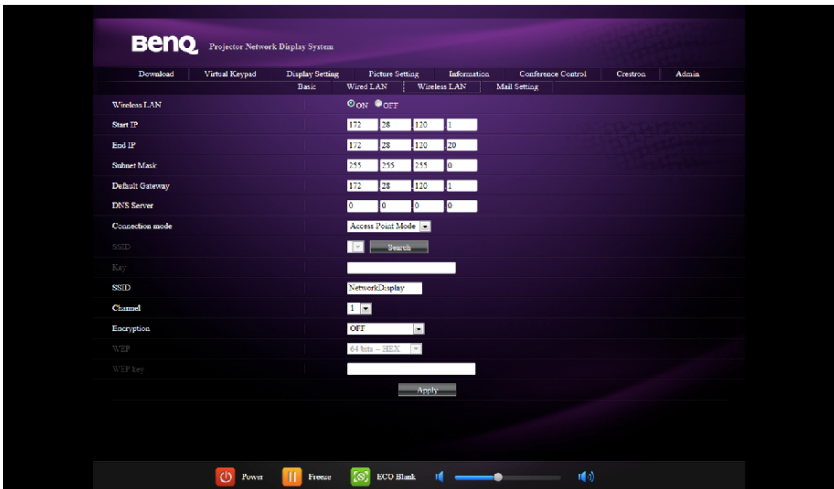 BenQ Projector Network Display System
Download Virtual Keypad Display Setting Picture Setting Information Conference Control Crestron Admin
Basic Wired LAN Wireless LAN Mail Setting
Wireless LAN ON OFF
Start IP 172 . 28 . 120 . 1
End IP 172 . 28 . 120 . 20
Subnet Mask 255 . 255 . 255 . 0
Default Gateway 172 . 28 . 120 . 1
DNS Server 0 . 0 . 0 . 0
Connection mode Access Point Mode
SSID Search
Key
SSID NetworkDisplay
Channel 1
Encryption OFF
WEP 64 bits - HEX
WEP key
Apply
Power Freeze ECO Blank